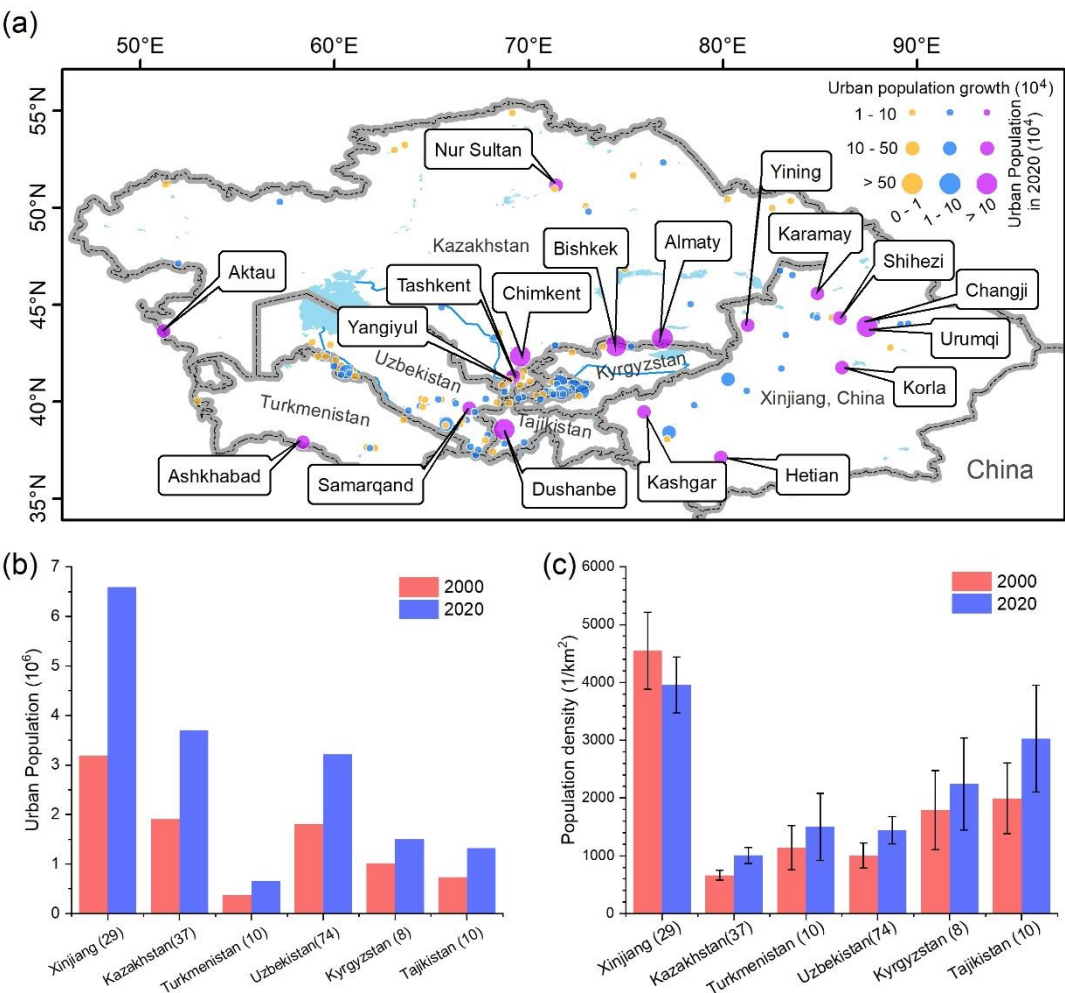 (a)
50°E 60°E 70°E 80°E 90°E
55°N
50°N
45°N
40°N
35°N
Urban population growth (10⁴)
1 - 10
10 - 50
> 50
0 - 1
1 - 10
> 10
Urban Population
in 2020 (10⁴)
Nur Sultan
Yining
Kazakhstan
Bishkek
Almaty
Karamay
Shihezi
Aktau
Tashkent
Chimkent
Changji
Yangiyul
Urumqi
Uzbekistan
Kyrgyzstan
Korla
Turkmenistan
Tajikistan
Xinjiang, China
Ashkhabad
Samarqand
Dushanbe
Kashgar
Hetian
China
(b)
Urban Population (10⁶)
7
6
5
4
3
2
1
0
2000
2020
Xinjiang (29)
Kazakhstan(37)
Turkmenistan (10)
Uzbekistan(74)
Kyrgyzstan (8)
Tajikistan (10)
(c)
Population density (1/km²)
6000
5000
4000
3000
2000
1000
0
2000
2020
Xinjiang (29)
Kazakhstan(37)
Turkmenistan (10)
Uzbekistan(74)
Kyrgyzstan (8)
Tajikistan (10)